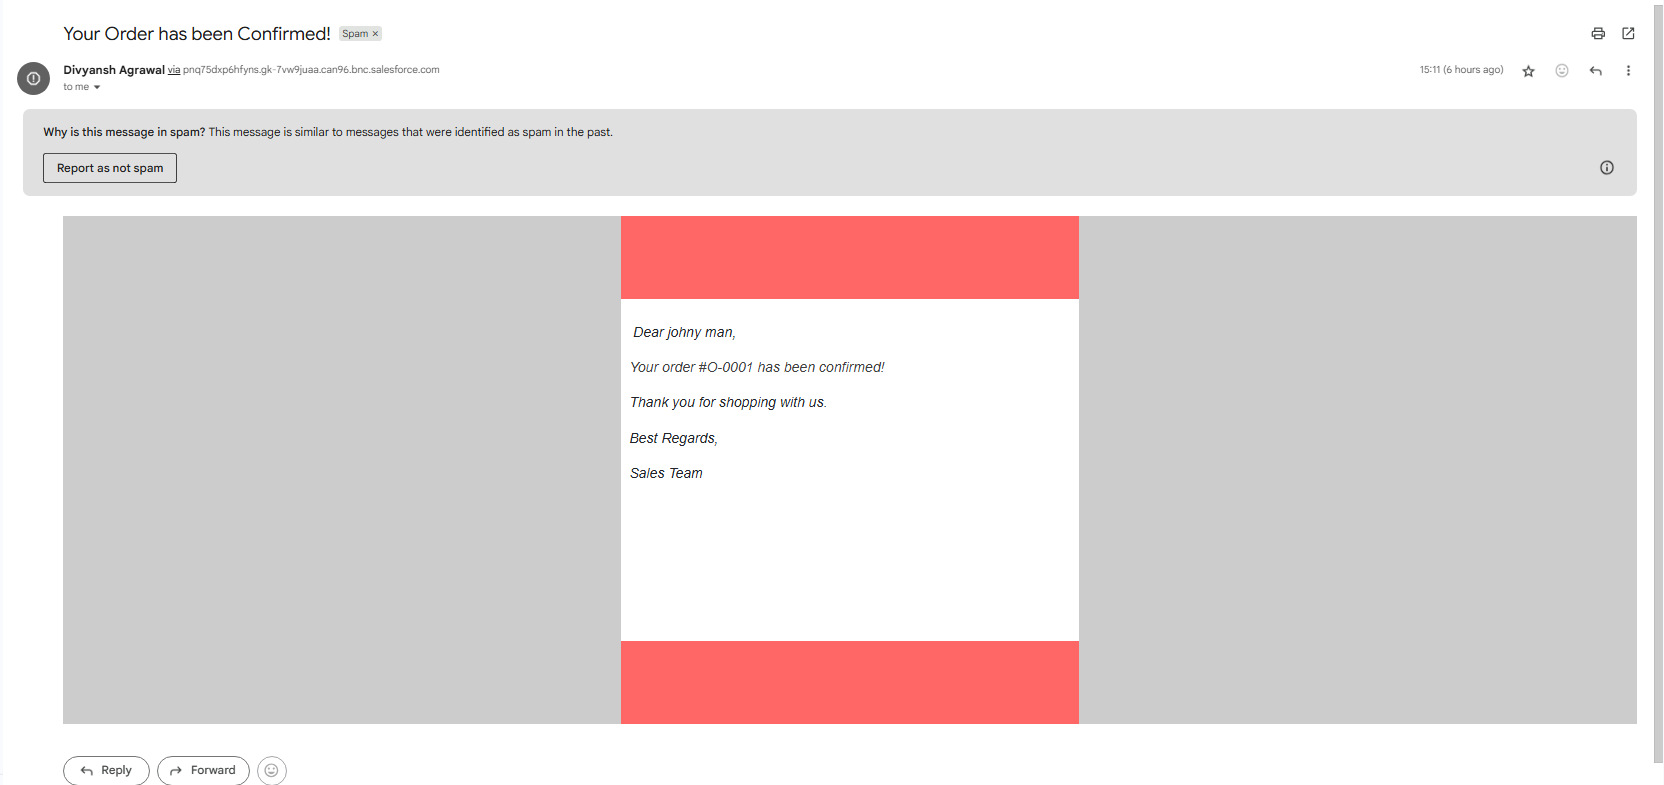 Your Order has been Confirmed! Spam ×
Divyansh Agrawal via pnq75dxp6hfyns.gk-7vw9juaa.can96.bnc.salesforce.com
15:11 (6 hours ago)
to me
Why is this message in spam? This message is similar to messages that were identified as spam in the past.
Report as not spam
Dear johny man,
Your order #O-0001 has been confirmed!
Thank you for shopping with us.
Best Regards,
Sales Team
Reply Forward